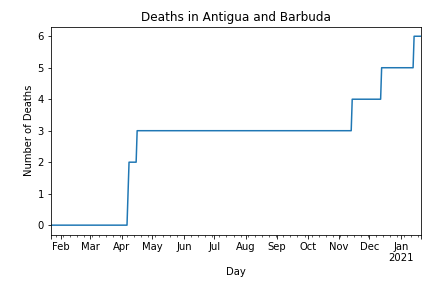 Deaths in Antigua and Barbuda
Number of Deaths
6
5
4
3
2
1
0
Feb Mar Apr May Jun Jul Aug Sep Oct Nov Dec Jan
2021
Day